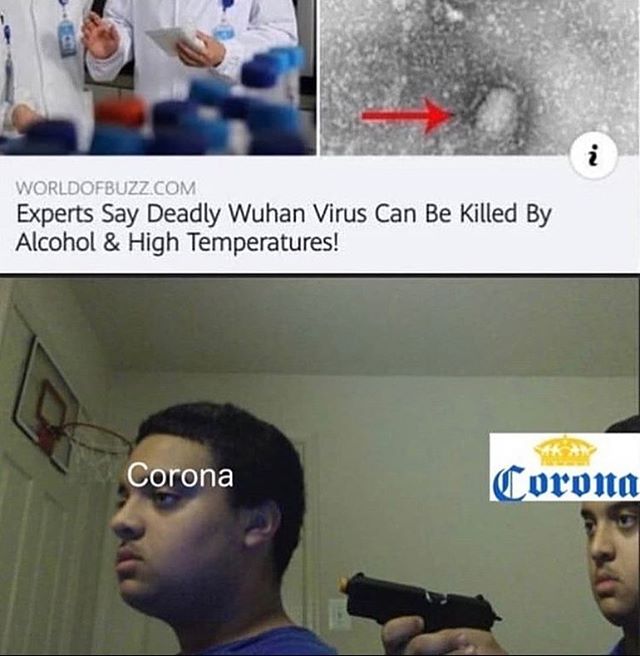 WORLDOFBUZZ.COM
Experts Say Deadly Wuhan Virus Can Be Killed By
Alcohol & High Temperatures!
Corona
Corona